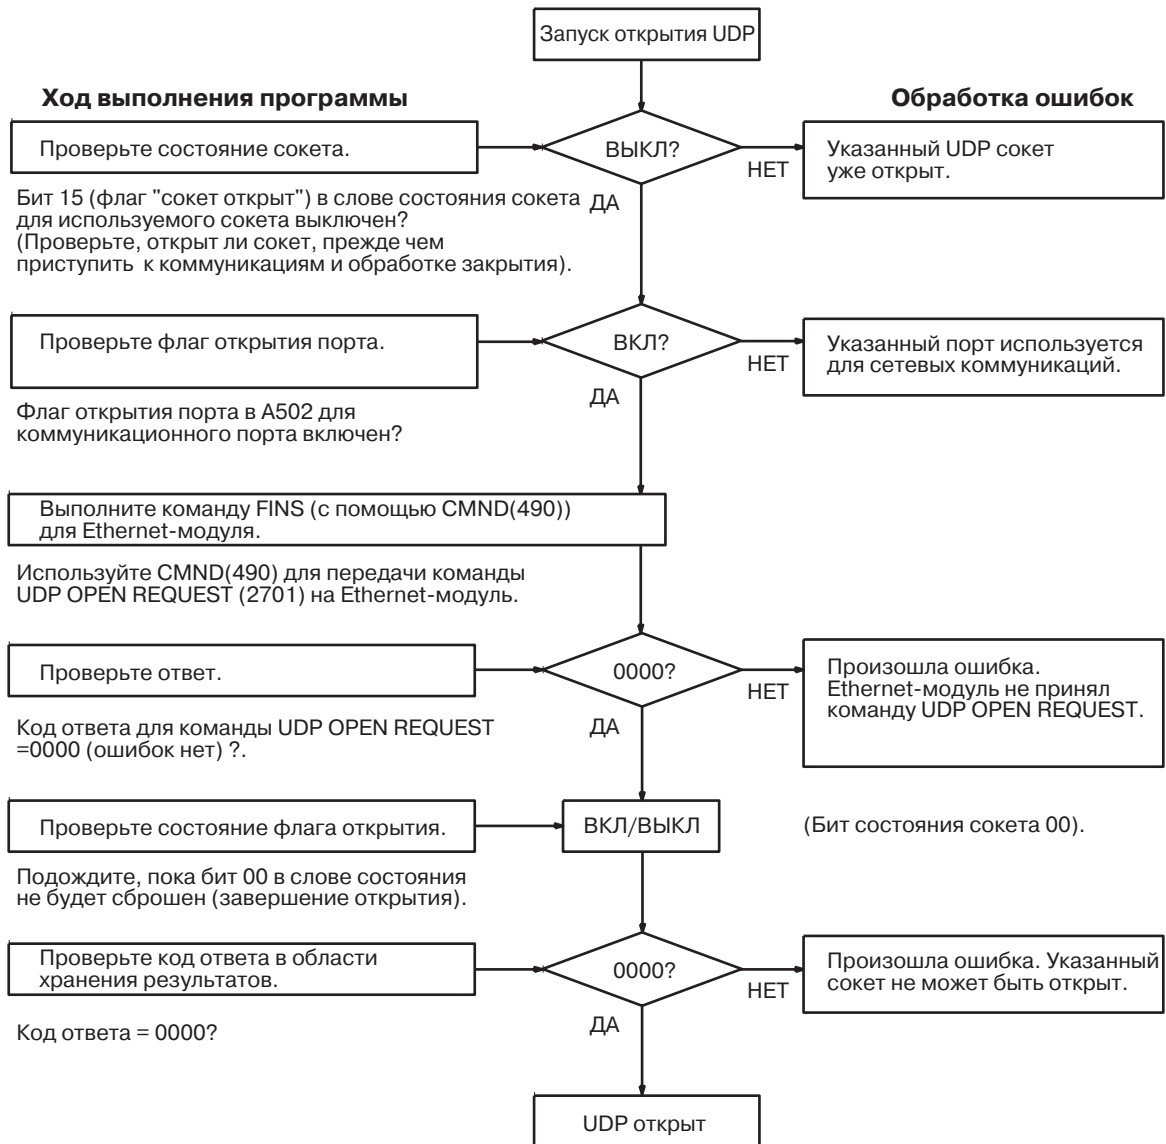 Запуск открытия UDP
Ход выполнения программы
Обработка ошибок
Проверьте состояние сокета.
ВЫКЛ?
НЕТ
Указанный UDP сокет
уже открыт.
Бит 15 (флаг "сокет открыт") в слове состояния сокета
для используемого сокета выключен?
(Проверьте, открыт ли сокет, прежде чем
приступить к коммуникациям и обработке закрытия).
ДА
Проверьте флаг открытия порта.
ВКЛ?
НЕТ
Указанный порт используется
для сетевых коммуникаций.
ДА
Флаг открытия порта в A502 для
коммуникационного порта включен?
Выполните команду FINS (с помощью CMND(490))
для Ethernet-модуля.
Используйте CMND(490) для передачи команды
UDP OPEN REQUEST (2701) на Ethernet-модуль.
Проверьте ответ.
0000?
НЕТ
Произошла ошибка.
Ethernet-модуль не принял
команду UDP OPEN REQUEST.
Код ответа для команды UDP OPEN REQUEST
=0000 (ошибок нет) ?.
ДА
Проверьте состояние флага открытия.
ВКЛ/ВЫКЛ
(Бит состояния сокета 00).
Подождите, пока бит 00 в слове состояния
не будет сброшен (завершение открытия).
Проверьте код ответа в области
хранения результатов.
0000?
НЕТ
Произошла ошибка. Указанный
сокет не может быть открыт.
Код ответа = 0000?
ДА
UDP открыт